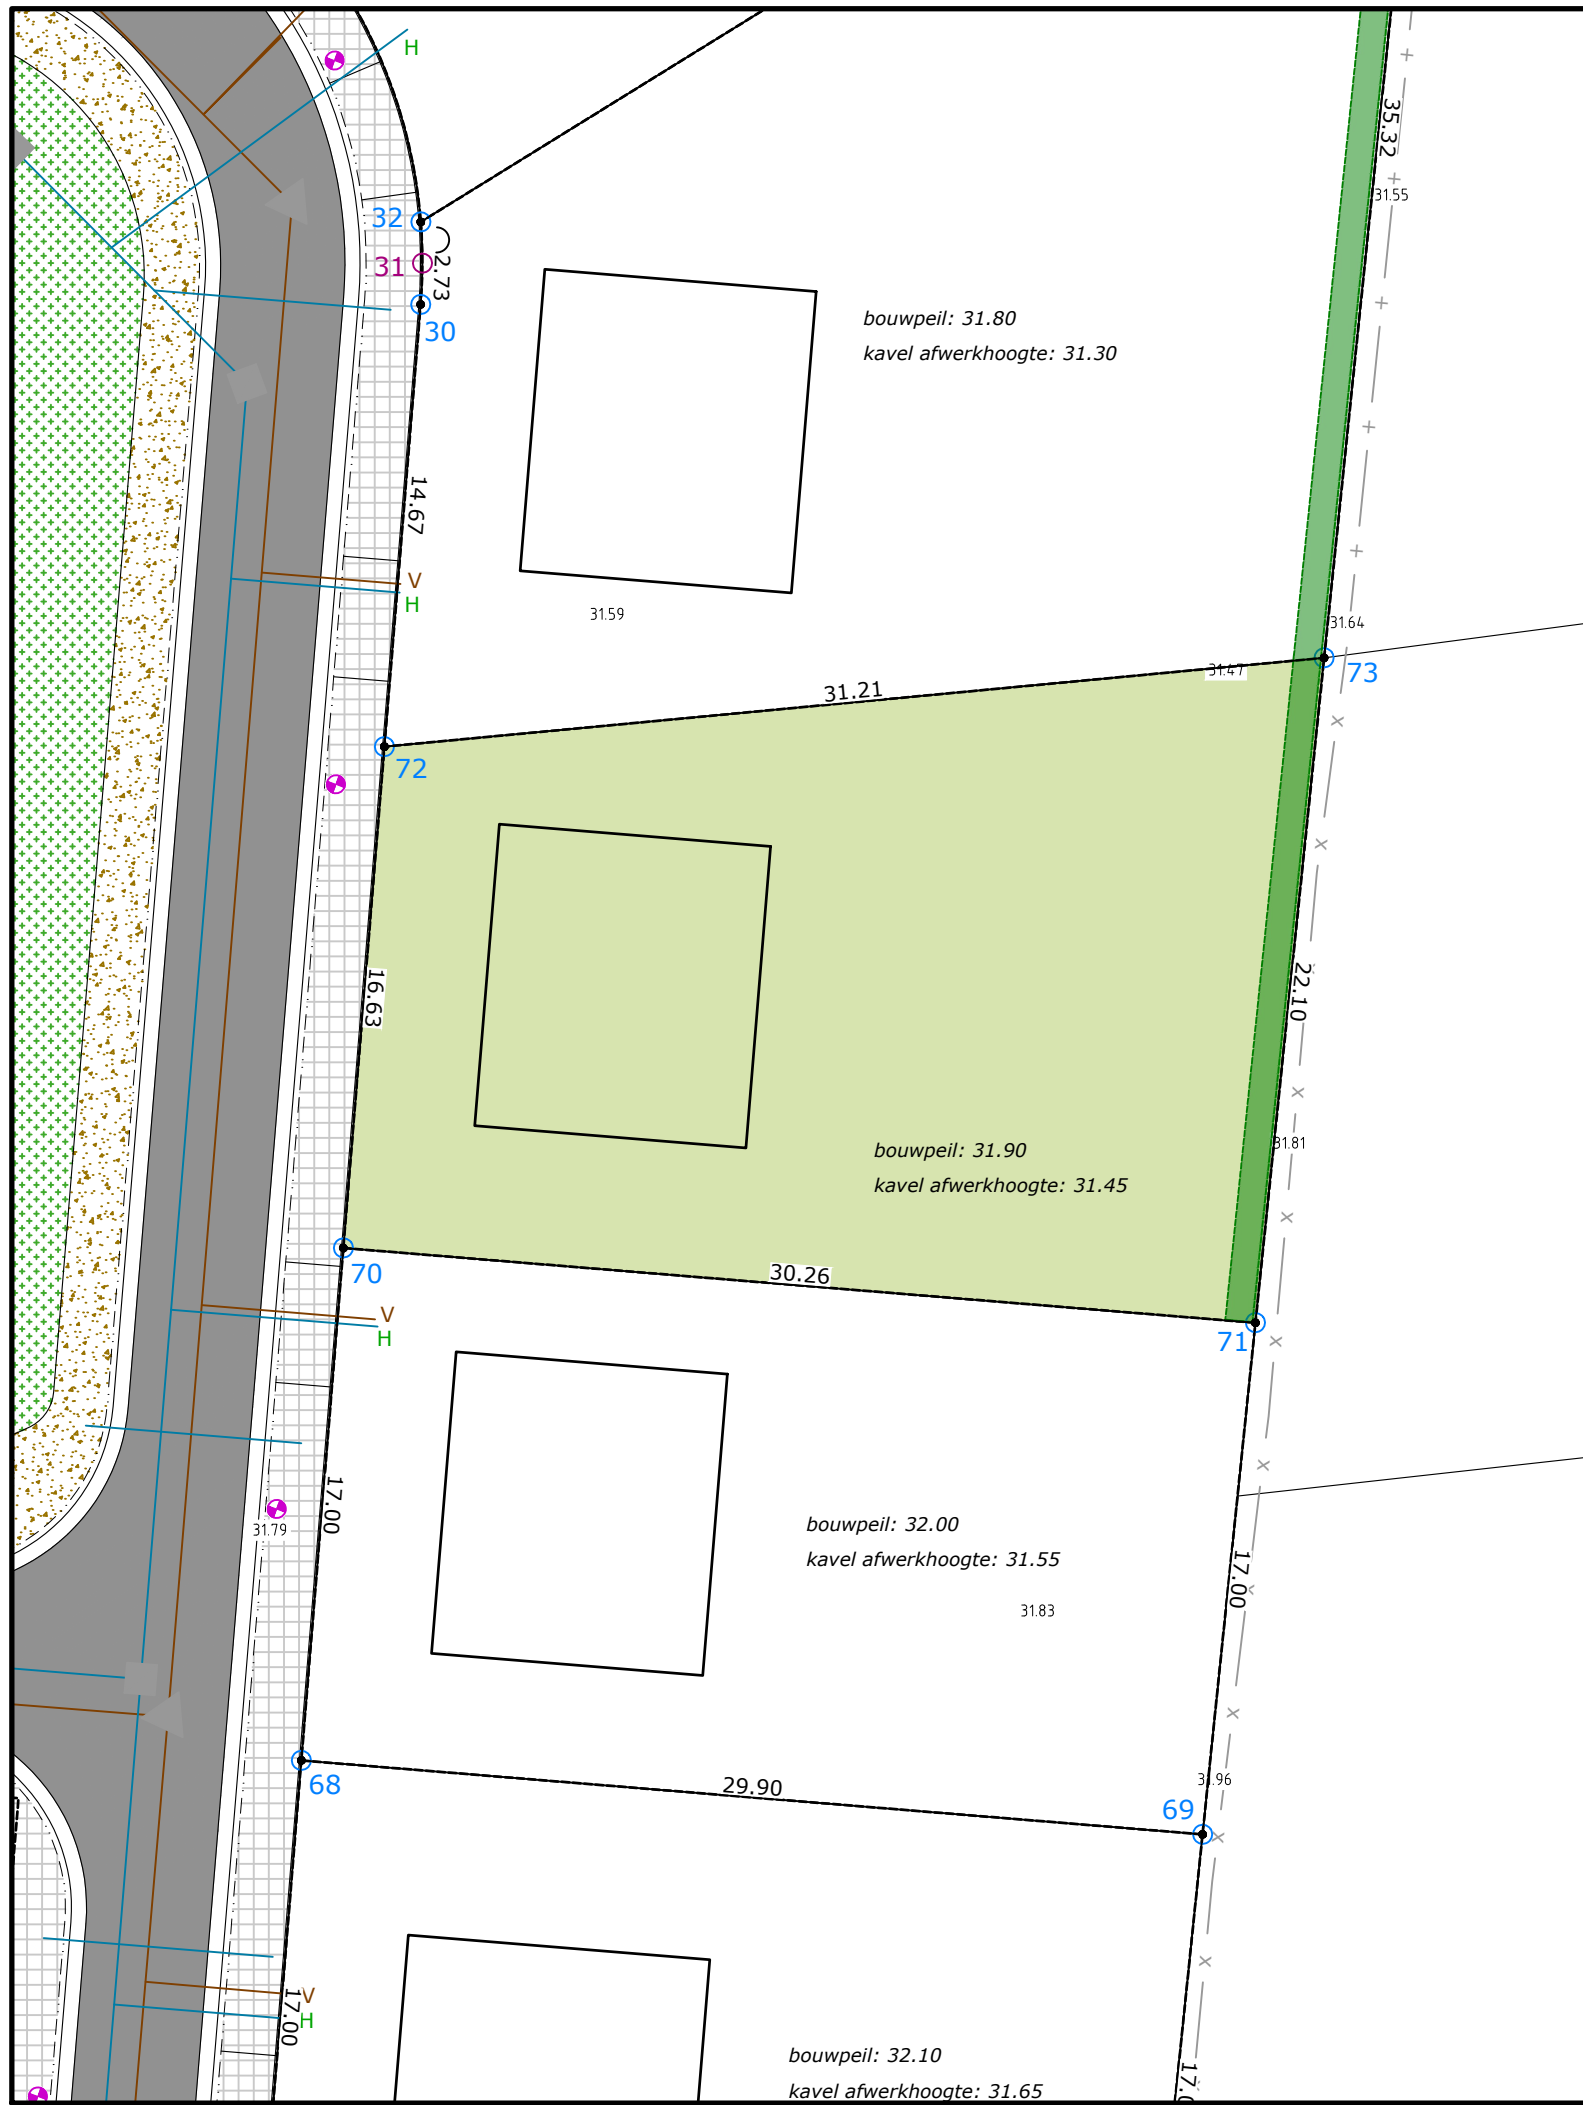 H
35.32
31.55
32
31
2.73
30
bouwpeil: 31.80
kavel afwerkhoogte: 31.30
14.67
V
H
31.59
31.64
31.47
73
31.21
72
16.63
22.10
31.81
bouwpeil: 31.90
kavel afwerkhoogte: 31.45
70
30.26
V
H
71
17.00
31.79
bouwpeil: 32.00
kavel afwerkhoogte: 31.55
17.00
31.83
31.96
68
29.90
69
V
H
17.00
bouwpeil: 32.10
kavel afwerkhoogte: 31.65